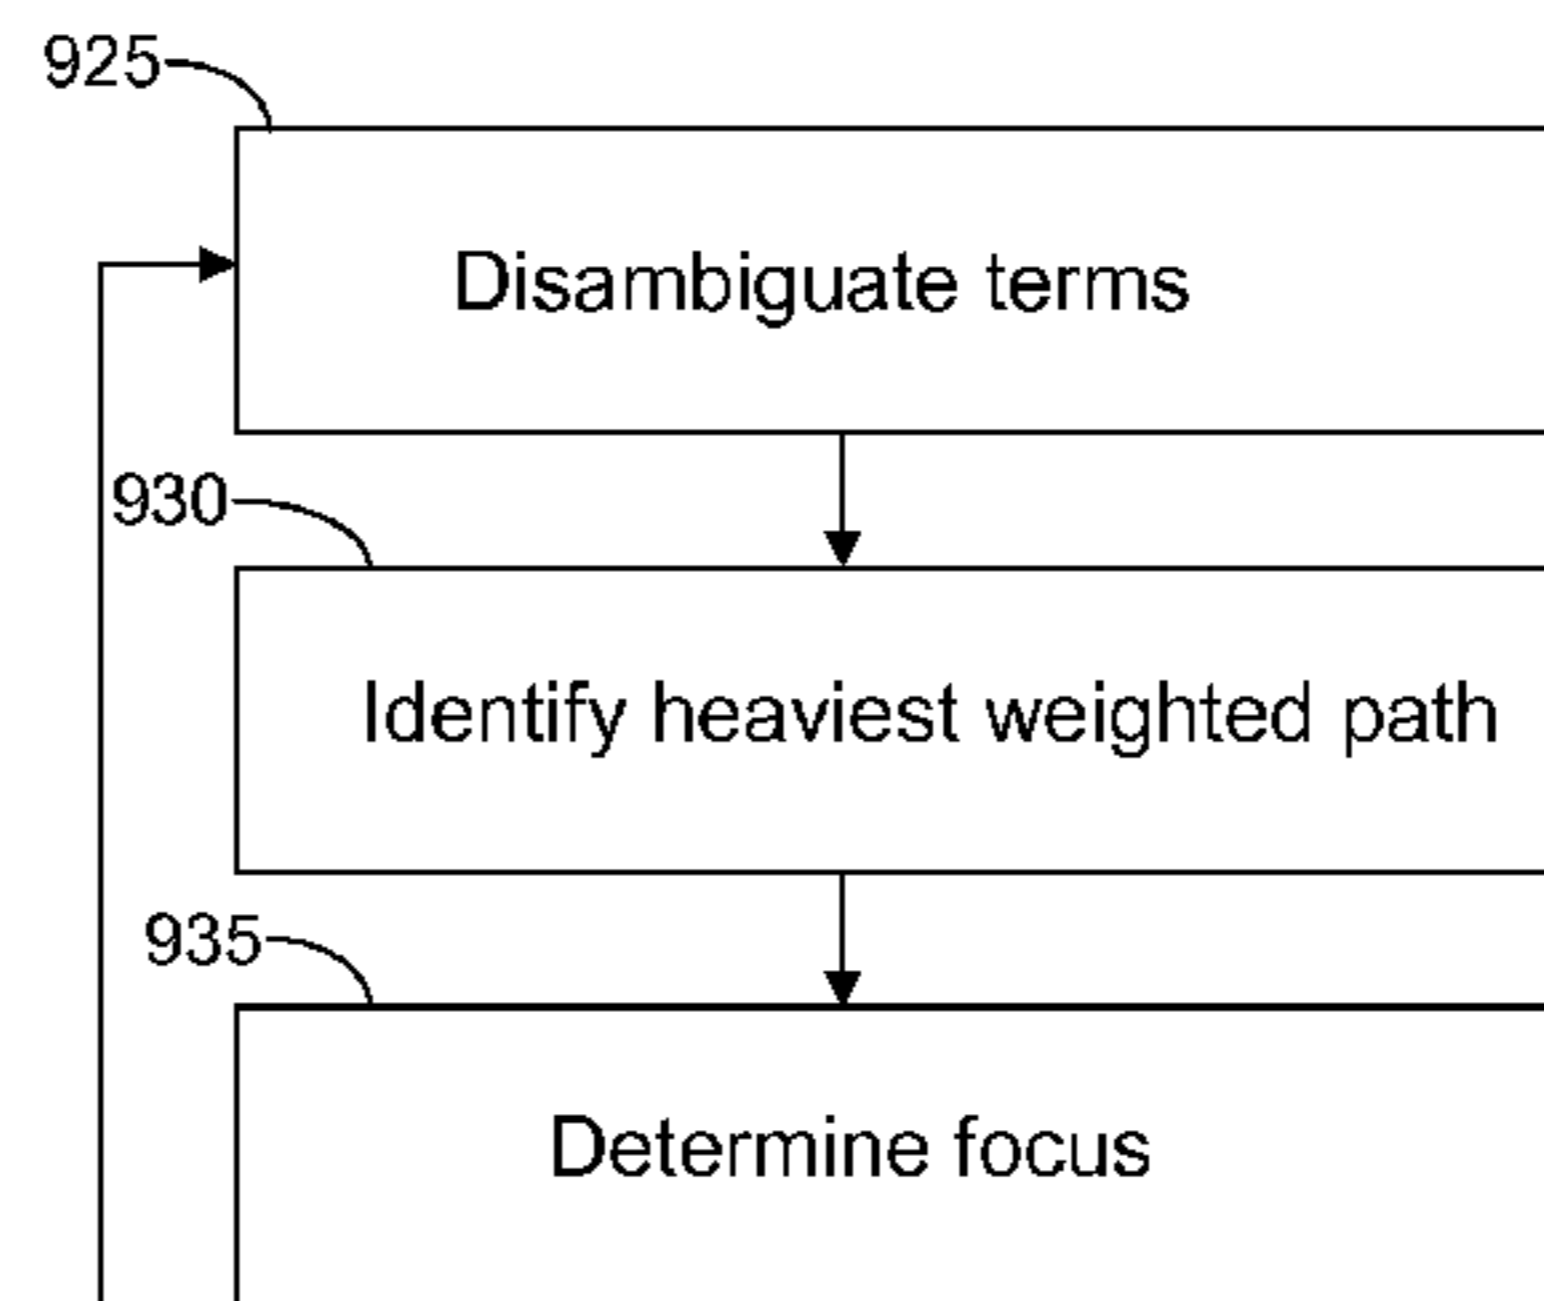 925
Disambiguate terms
930
Identify heaviest weighted path
935
Determine focus